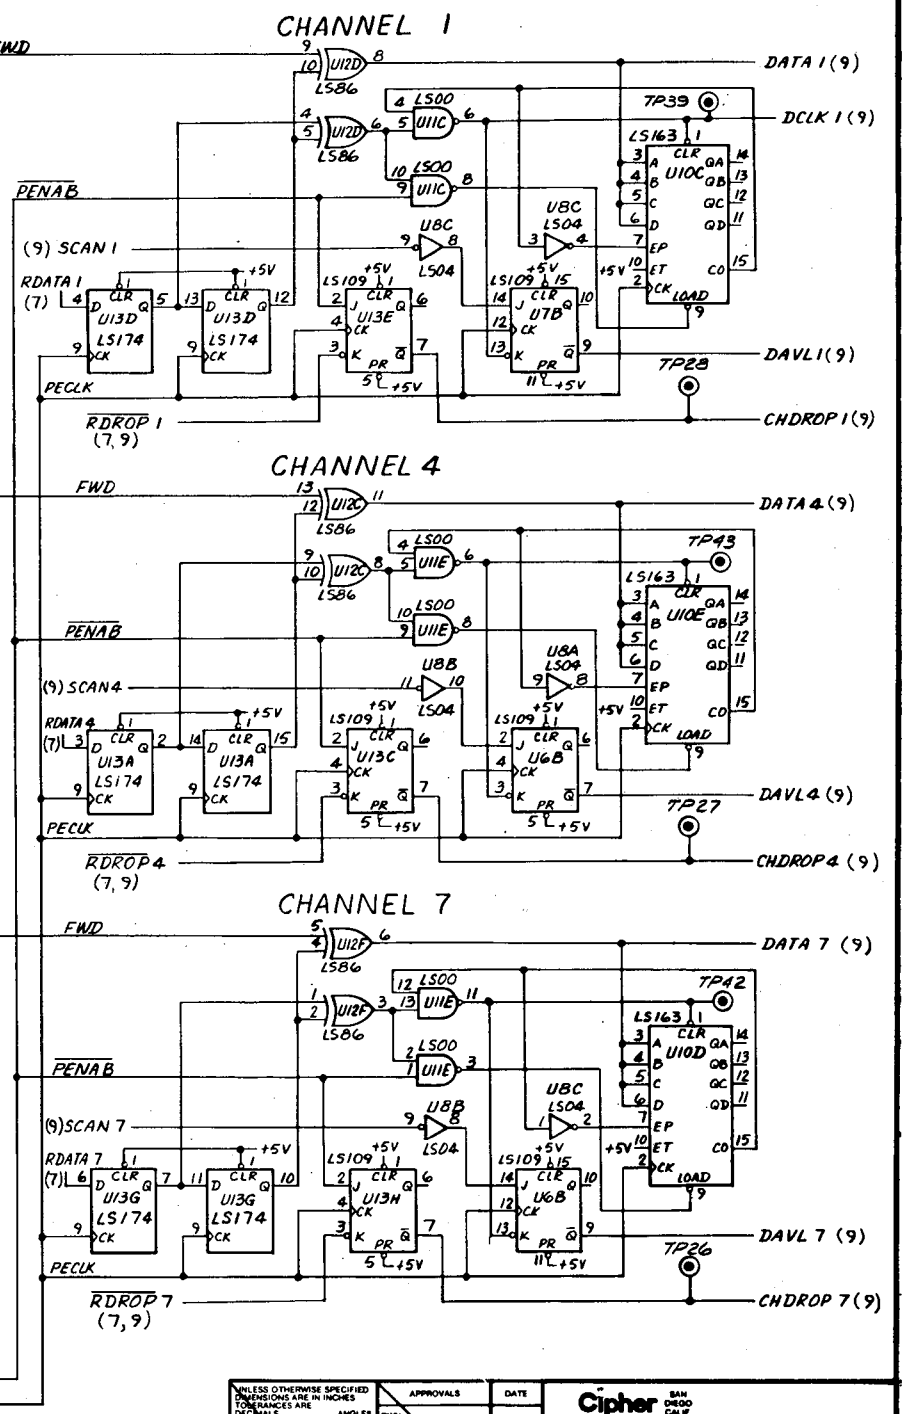 CHANNEL 1
FWD
9
10
U12D
LS86
8
DATA 1 (9)
4
5
U12D
LS86
6
LS00
4
5
U11C
6
TP39
DCLK 1 (9)
LS163
1
CLR
U10C
3 A QA 14
4 B QB 13
5 C QC 12
6 D QD 11
7 EP
+5V 10 ET
2 CK CO 15
LOAD
9
LS00
10
9
U11C
8
PENAB
(9) SCAN 1
9
U8C
8
LS04
U8C
LS04
3
4
RDATA 1
(7)
4 D CLR Q 5
1
U13D
LS174
9 CK
13 D CLR Q 12
1
+5V
U13D
LS174
9 CK
LS109
+5V
1
CLR
2 J Q 6
U13E
4 CK
3 K Q 7
PR
5
+5V
LS109
+5V
15
CLR
14 J Q 10
U7B
12 CK
13 K Q 9
PR
11
+5V
DAVL1 (9)
PECLK
TP28
RDROP 1
(7,9)
CHDROP 1 (9)
CHANNEL 4
FWD
13
12
U12C
LS86
11
DATA 4 (9)
9
10
U12C
LS86
8
LS00
4
5
U11E
6
TP43
LS163
1
CLR
U10E
3 A QA 14
4 B QB 13
5 C QC 12
6 D QD 11
7 EP
+5V 10 ET
2 CK CO 15
LOAD
9
LS00
10
9
U11E
8
PENAB
(9) SCAN 4
11
U8B
10
LS04
U8A
LS04
9
8
RDATA 4
(7)
3 D CLR Q 2
1
U13A
LS174
9 CK
14 D CLR Q 15
1
+5V
U13A
LS174
9 CK
LS109
+5V
1
CLR
2 J Q 6
U13C
4 CK
3 K Q 7
PR
5
+5V
LS109
+5V
1
CLR
2 J Q 6
U6B
4 CK
3 K Q 7
PR
5
+5V
DAVL 4 (9)
PECLK
TP27
RDROP 4
(7,9)
CHDROP 4 (9)
CHANNEL 7
FWD
5
4
U12F
LS86
6
DATA 7 (9)
1
2
U12F
LS86
3
LS00
12
13
U11E
11
TP42
LS163
1
CLR
U10D
3 A QA 14
4 B QB 13
5 C QC 12
6 D QD 11
7 EP
+5V 10 ET
2 CK CO 15
LOAD
9
LS00
2
1
U11E
3
PENAB
(9) SCAN 7
9
U8B
8
LS04
U8C
LS04
1
2
RDATA 7
(7)
6 D CLR Q 7
1
U13G
LS174
9 CK
11 D CLR Q 10
1
+5V
U13G
LS174
9 CK
LS109
+5V
1
CLR
2 J Q 6
U13H
4 CK
3 K Q 7
PR
5
+5V
LS109
+5V
15
CLR
14 J Q 10
U6B
12 CK
13 K Q 9
PR
11
+5V
DAVL 7 (9)
PECLK
TP26
RDROP 7
(7,9)
CHDROP 7 (9)
UNLESS OTHERWISE SPECIFIED
DIMENSIONS ARE IN INCHES
TOLERANCES ARE
DECIMALS ANGLES
APPROVALS
DATE
Cipher
SAN
DIEGO
CALIF